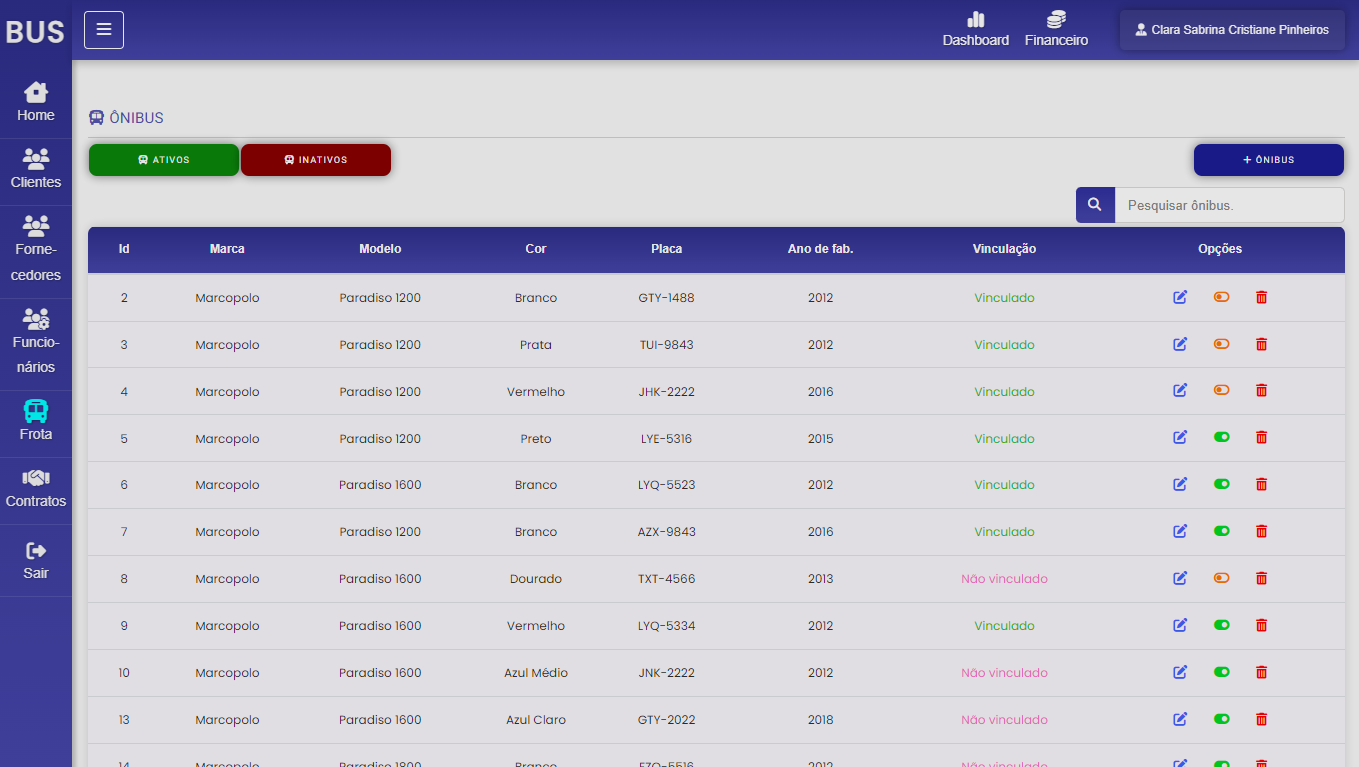 BUS
Dashboard
Financeiro
Clara Sabrina Cristiane Pinheiros
Home
Clientes
Forne-
cedores
Funcio-
nários
Frota
Contratos
Sair
ÔNIBUS
ATIVOS
INATIVOS
+ ÔNIBUS
Pesquisar ônibus.
Id Marca Modelo Cor Placa Ano de fab. Vinculação Opções
2 Marcopolo Paradiso 1200 Branco GTY-1488 2012 Vinculado
3 Marcopolo Paradiso 1200 Prata TUI-9843 2012 Vinculado
4 Marcopolo Paradiso 1200 Vermelho JHK-2222 2016 Vinculado
5 Marcopolo Paradiso 1200 Preto LYE-5316 2015 Vinculado
6 Marcopolo Paradiso 1600 Branco LYQ-5523 2012 Vinculado
7 Marcopolo Paradiso 1200 Branco AZX-9843 2016 Vinculado
8 Marcopolo Paradiso 1600 Dourado TXT-4566 2013 Não vinculado
9 Marcopolo Paradiso 1600 Vermelho LYQ-5334 2012 Vinculado
10 Marcopolo Paradiso 1600 Azul Médio JNK-2222 2012 Não vinculado
13 Marcopolo Paradiso 1600 Azul Claro GTY-2022 2018 Não vinculado
14 Marcopolo Paradiso 1800 Branco 2012 Não vinculado